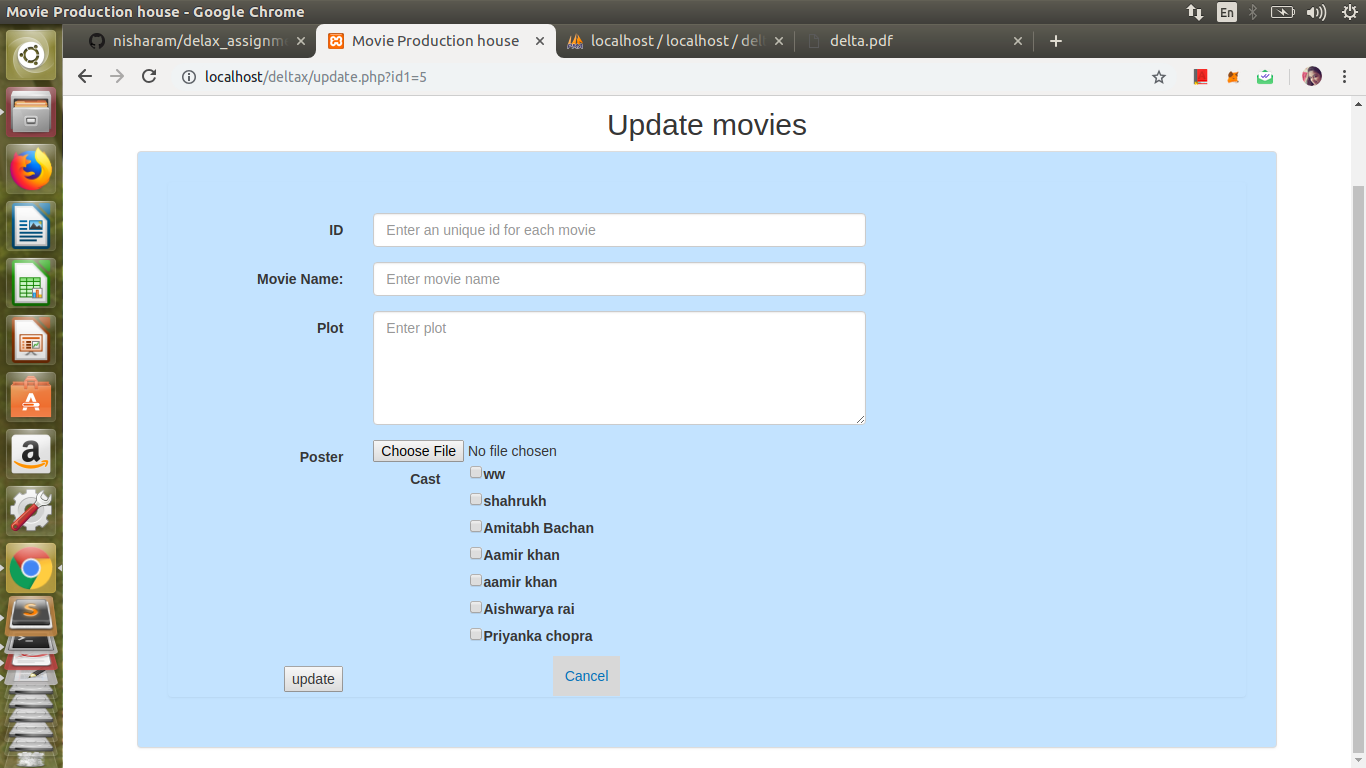 Movie Production house - Google Chrome
En
nisharam/delax_assignm
Movie Production house
localhost / localhost / del
delta.pdf
localhost/deltax/update.php?id1=5
Update movies
ID
Enter an unique id for each movie
Movie Name:
Enter movie name
Plot
Enter plot
Poster
Choose File No file chosen
Cast
ww
shahrukh
Amitabh Bachan
Aamir khan
aamir khan
Aishwarya rai
Priyanka chopra
update
Cancel